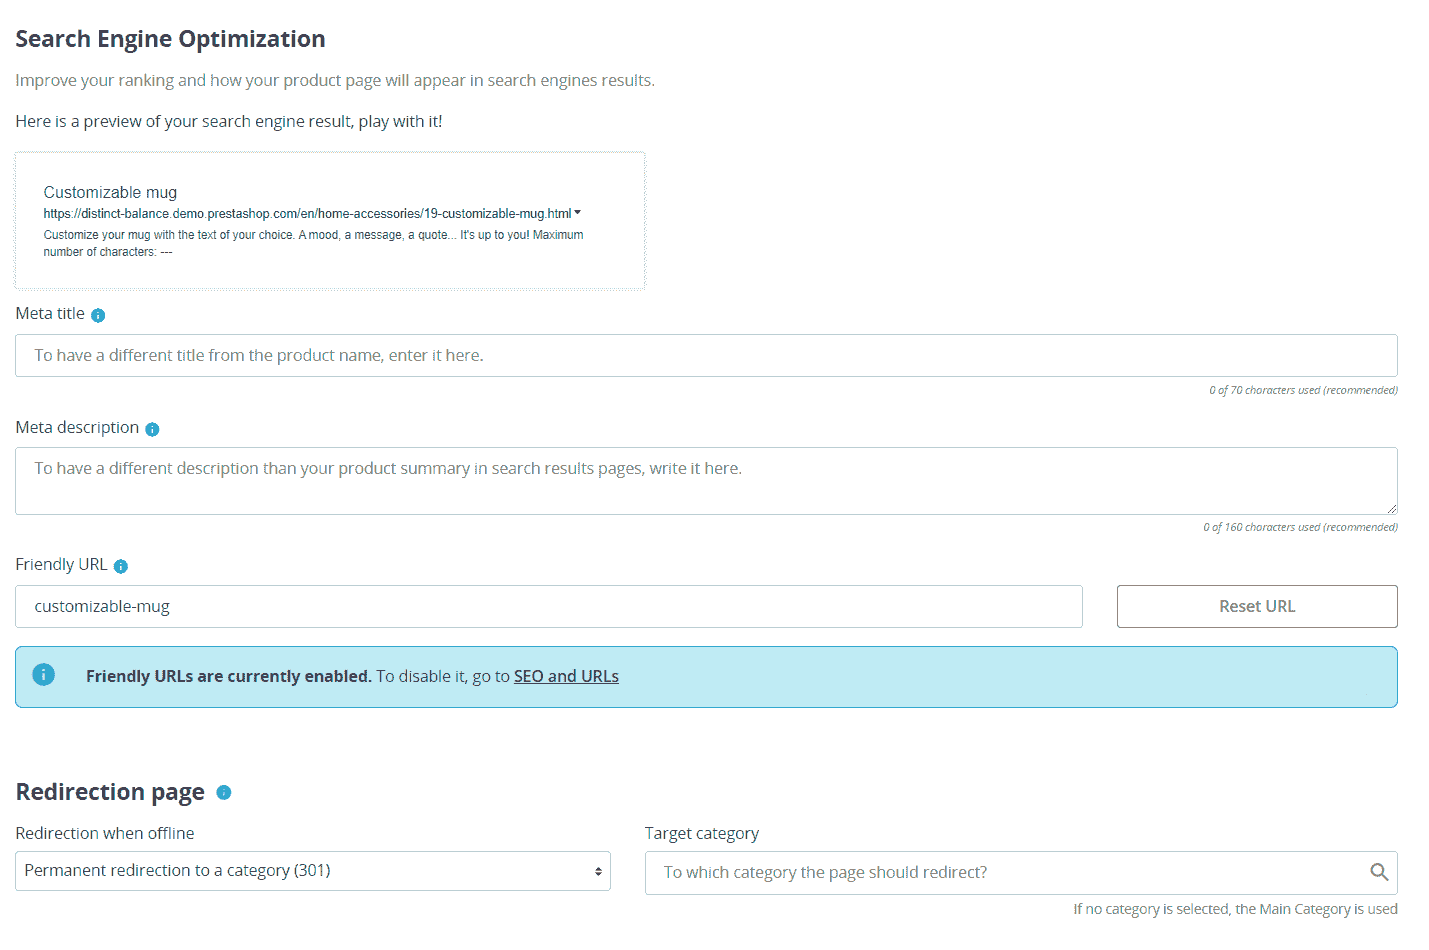 Search Engine Optimization
Improve your ranking and how your product page will appear in search engines results.
Here is a preview of your search engine result, play with it!
Customizable mug
https://distinct-balance.demo.prestashop.com/en/home-accessories/19-customizable-mug.html
Customize your mug with the text of your choice. A mood, a message, a quote... It's up to you! Maximum
number of characters: ---
Meta title
To have a different title from the product name, enter it here.
0 of 70 characters used (recommended)
Meta description
To have a different description than your product summary in search results pages, write it here.
0 of 160 characters used (recommended)
Friendly URL
customizable-mug
Reset URL
Friendly URLs are currently enabled. To disable it, go to SEO and URLs
Redirection page
Redirection when offline
Target category
Permanent redirection to a category (301)
To which category the page should redirect?
If no category is selected, the Main Category is used